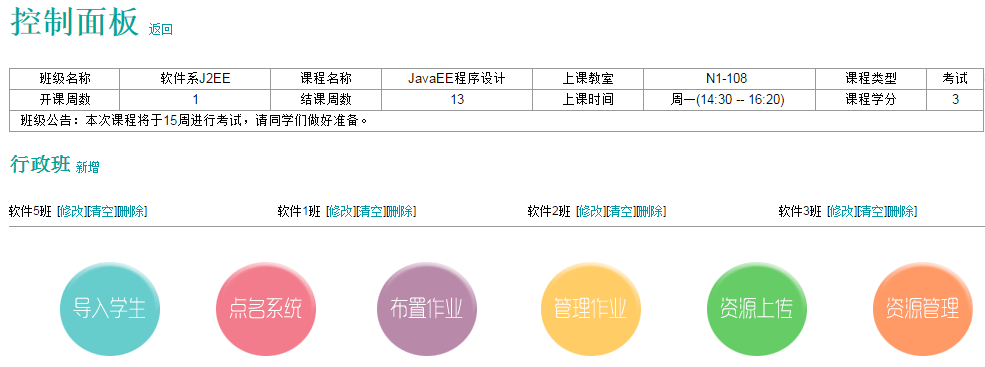 控制面板 返回
班级名称 软件系J2EE 课程名称 JavaEE程序设计 上课教室 N1-108 课程类型 考试
开课周数 1 结课周数 13 上课时间 周一(14:30 -- 16:20) 课程学分 3
班级公告：本次课程将于15周进行考试，请同学们做好准备。
行政班 新增
软件5班 [修改][清空][删除] 软件1班 [修改][清空][删除] 软件2班 [修改][清空][删除] 软件3班 [修改][清空][删除]
导入学生 点名系统 布置作业 管理作业 资源上传 资源管理